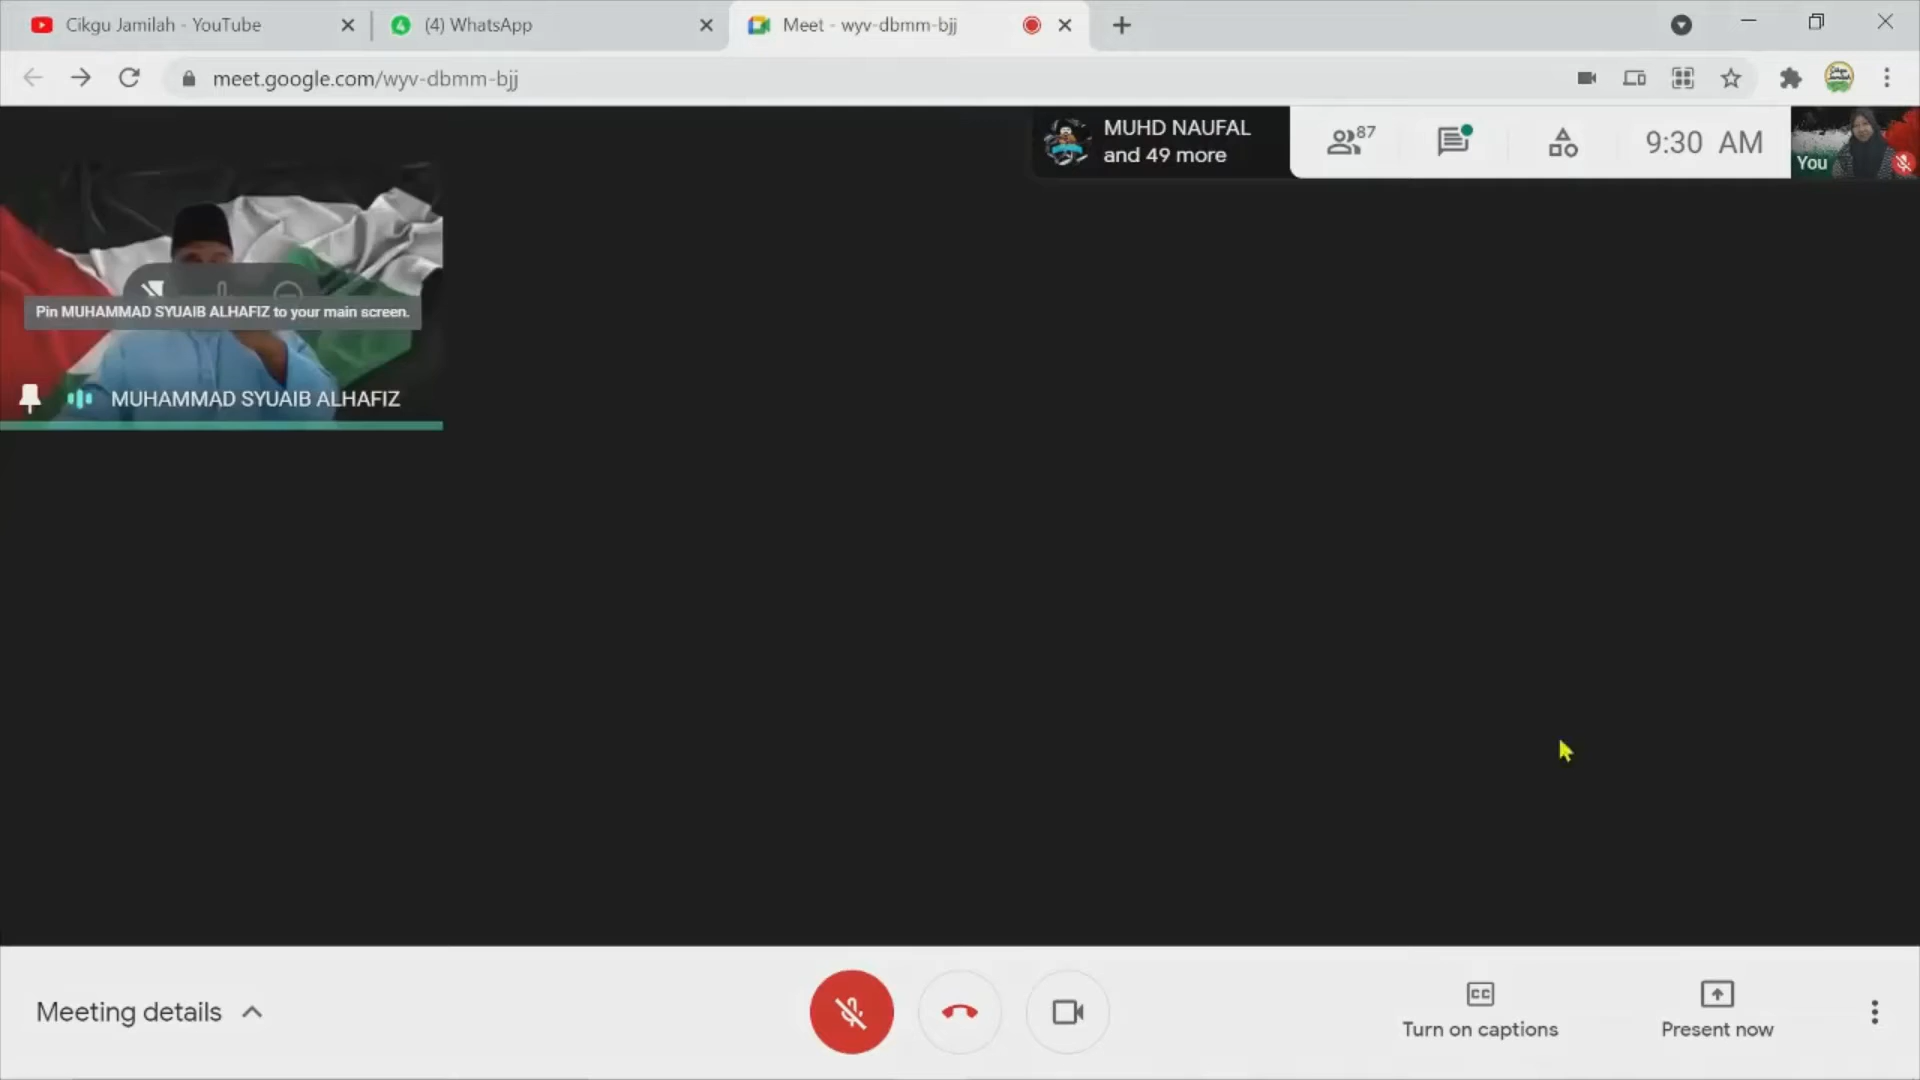 Cikgu Jamilah - YouTube
4
(4) WhatsApp
Meet - wyv-dbmm-bjj
meet.google.com/wyv-dbmm-bjj
MUHD NAUFAL
and 49 more
87
9:30 AM
You
Pin MUHAMMAD SYUAIB ALHAFIZ to your main screen.
MUHAMMAD SYUAIB ALHAFIZ
Meeting details
CC
Turn on captions
Present now